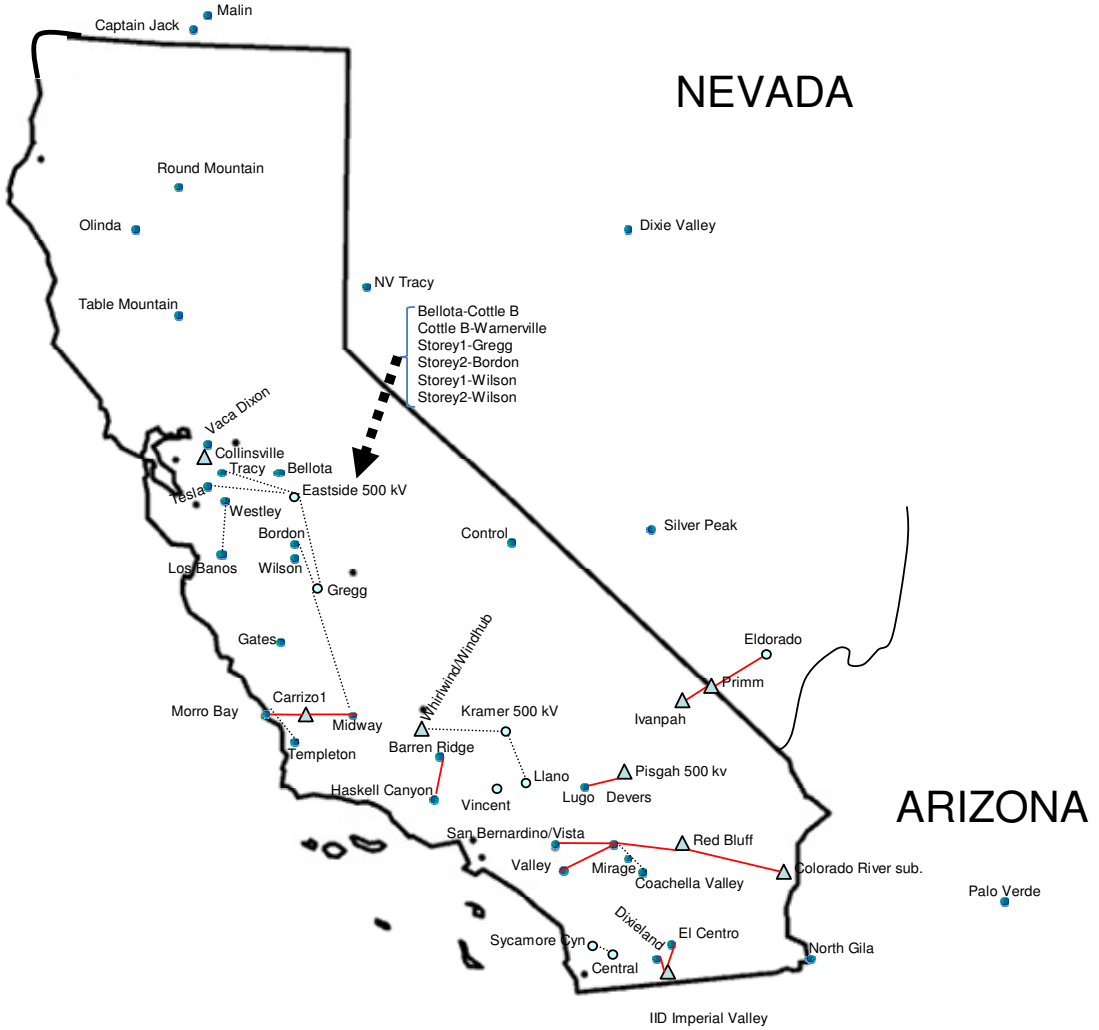 Malin
Captain Jack
NEVADA
Round Mountain
Olinda
Dixie Valley
NV Tracy
Table Mountain
Bellota-Cottle B
Cottle B-Warnerville
Storey1-Gregg
Storey2-Bordon
Storey1-Wilson
Storey2-Wilson
Vaca Dixon
Collinsville
Tracy
Bellota
Tesla
Eastside 500 kV
Westley
Silver Peak
Bordon
Control
Los Banos
Wilson
Gregg
Gates
Eldorado
Whirlwind/Windhub
Primm
Carrizo1
Morro Bay
Midway
Kramer 500 kV
Ivanpah
Templeton
Barren Ridge
Pisgah 500 kv
Llano
Haskell Canyon
Vincent
Lugo
Devers
ARIZONA
San Bernardino/Vista
Red Bluff
Valley
Mirage
Colorado River sub.
Coachella Valley
Palo Verde
Dixieland
El Centro
Sycamore Cyn
North Gila
Central
IID Imperial Valley